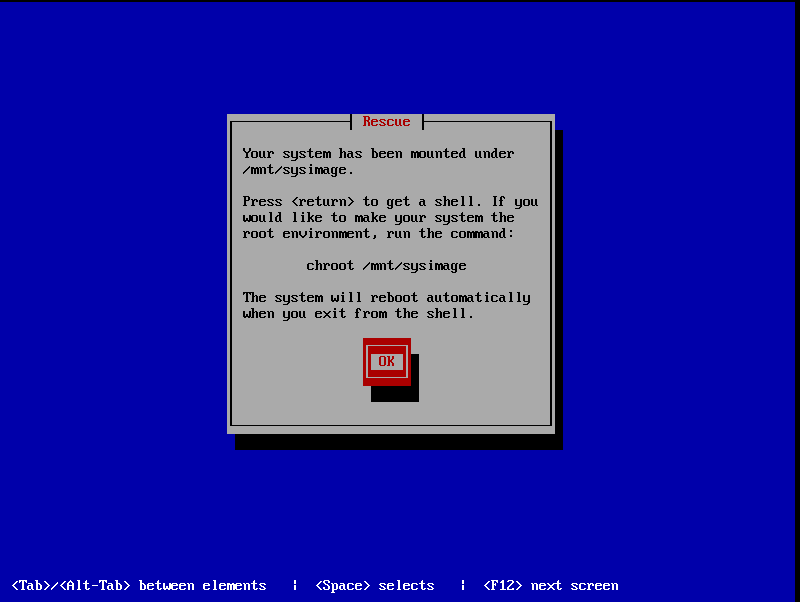 Rescue
Your system has been mounted under
/mnt/sysimage.
Press <return> to get a shell. If you
would like to make your system the
root environment, run the command:
chroot /mnt/sysimage
The system will reboot automatically
when you exit from the shell.
OK
<Tab>/<Alt-Tab> between elements | <Space> selects | <F12> next screen